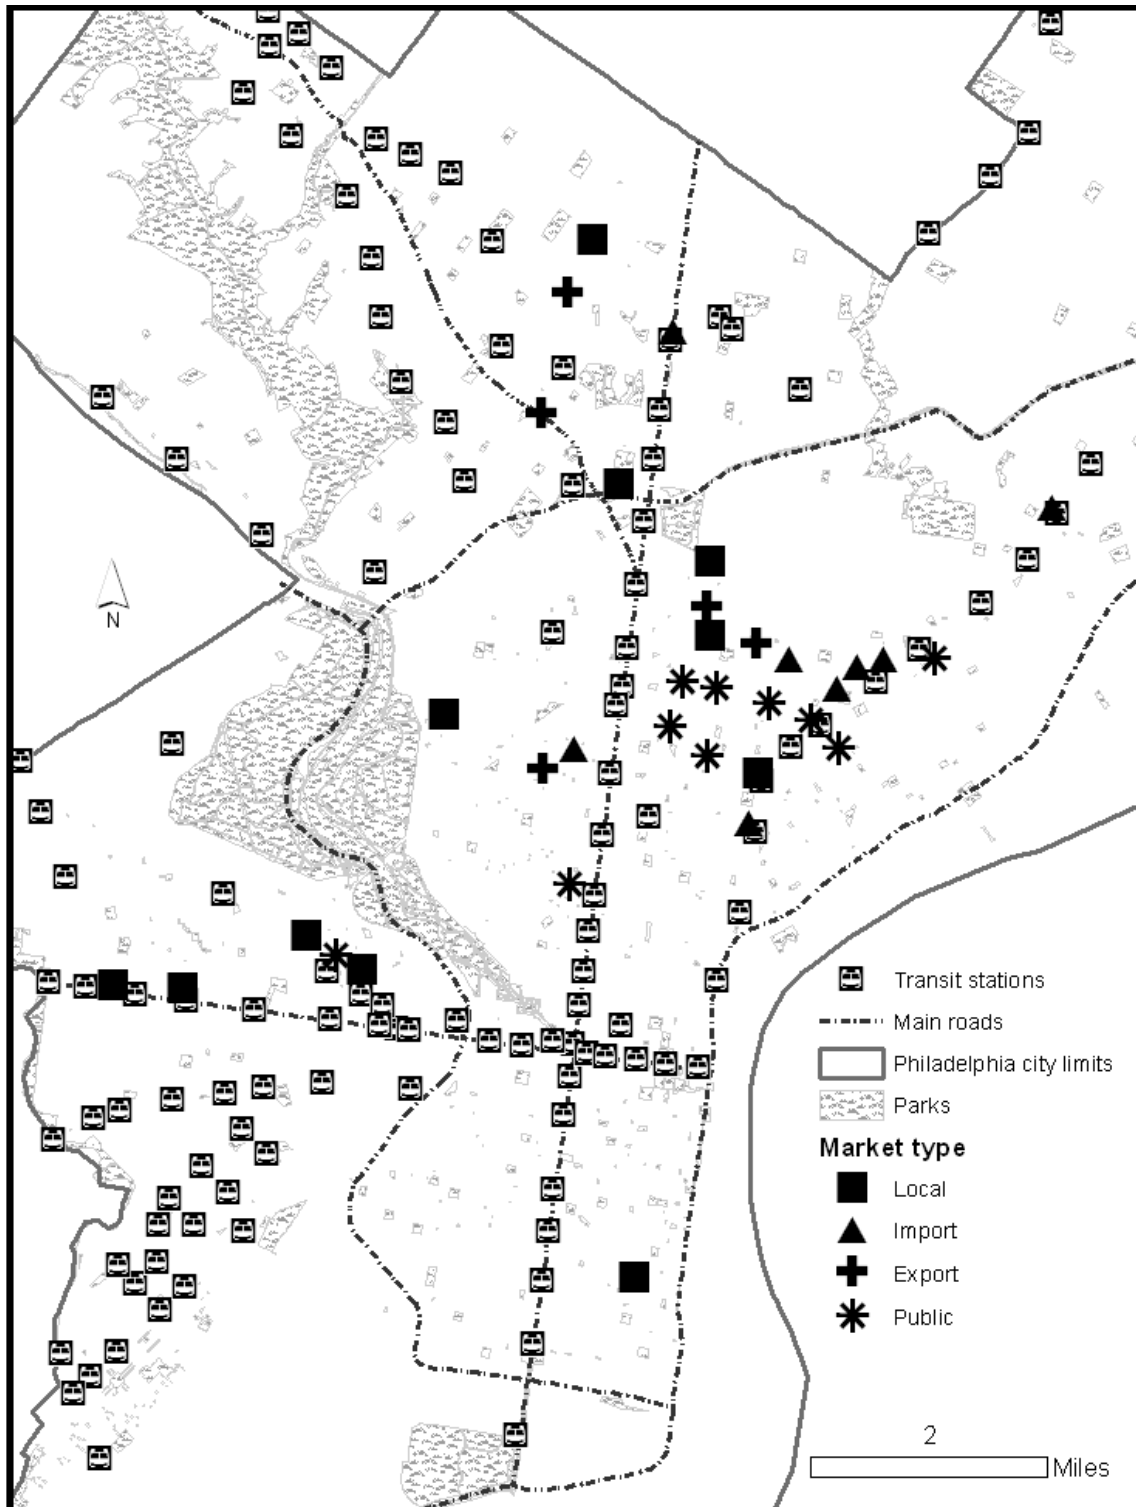 N
Transit stations
Main roads
Philadelphia city limits
Parks
Market type
Local
Import
Export
Public
2
Miles